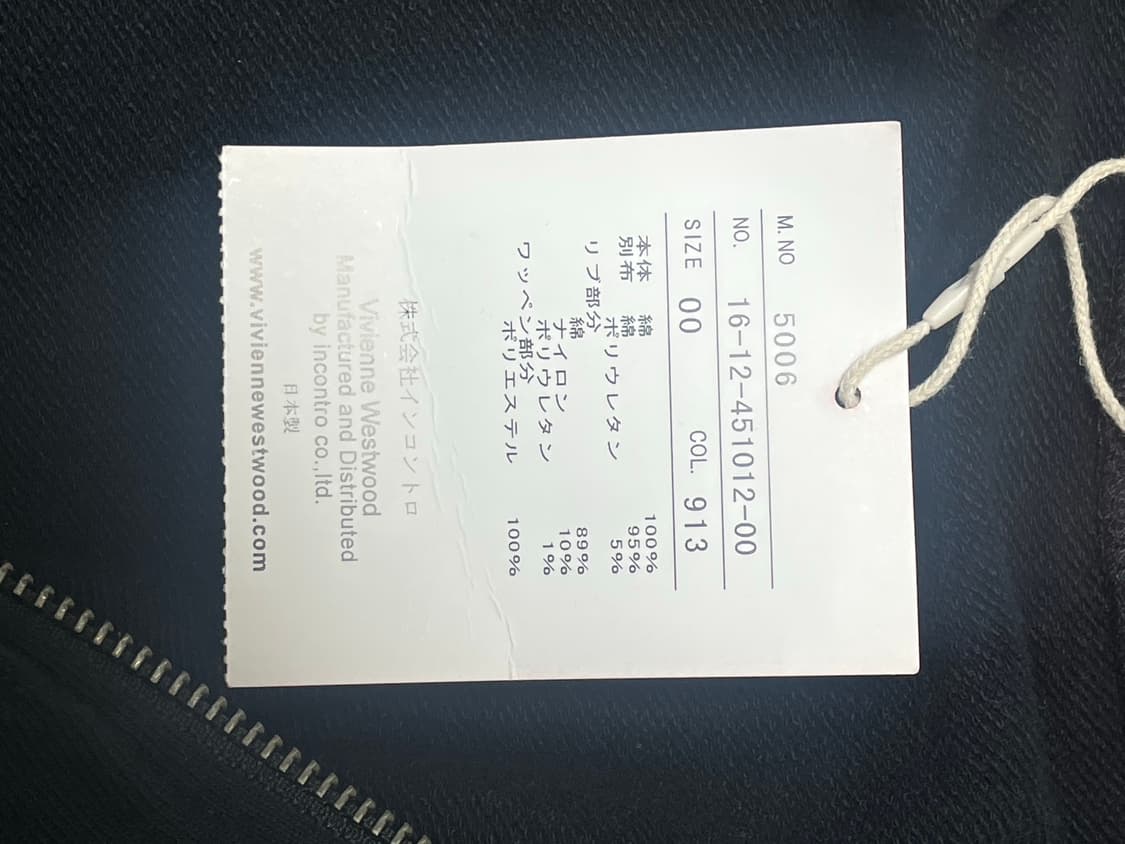 M.NO 5006
NO. 16-12-451012-00
SIZE 00 COL. 913
本体 綿 100%
別布 綿 95%
ポリウレタン 5%
リブ部分
綿 89%
ナイロン 10%
ポリウレタン 1%
ワッペン部分
ポリエステル 100%
株式会社インコントロ
Vivienne Westwood
Manufactured and Distributed
by incontro co.,ltd.
日本製
www.viviennewestwood.com